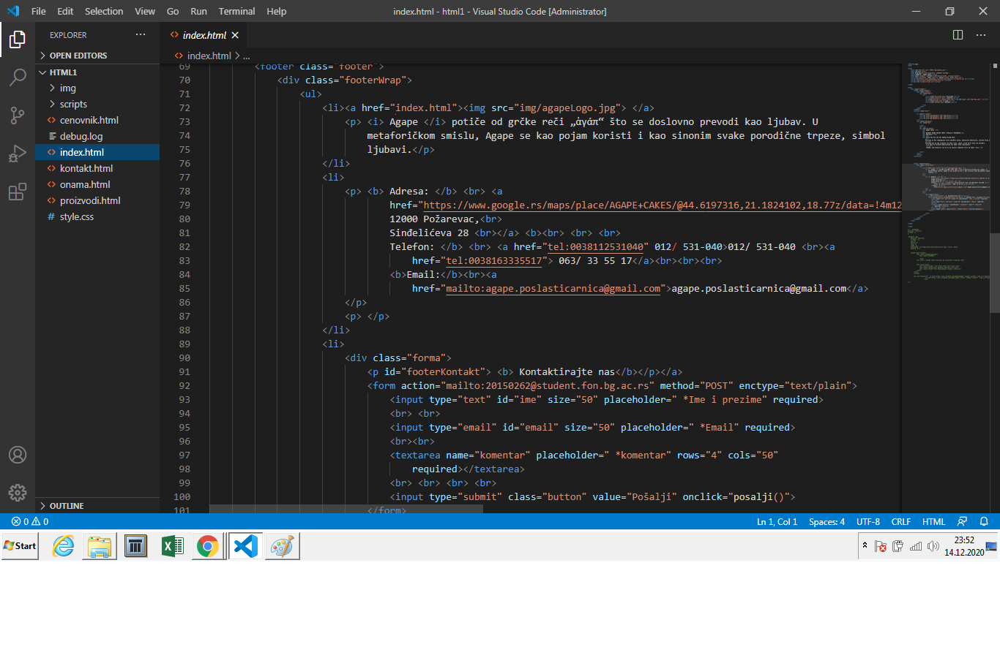 File Edit Selection View Go Run Terminal Help
index.html - html1 - Visual Studio Code [Administrator]
EXPLORER
OPEN EDITORS
HTML1
img
scripts
cenovnik.html
debug.log
index.html
kontakt.html
onama.html
proizvodi.html
style.css
OUTLINE
index.html
index.html > ...
69 <footer class="footer">
70 <div class="footerWrap">
71 <ul>
72 <li><a href="index.html"><img src="img/agapeLogo.jpg"> </a>
73 <p> <i> Agape </i> potiče od grčke reči „ἀγάπ“ što se doslovno prevodi kao ljubav. U
74 metaforičkom smislu, Agape se kao pojam koristi i kao sinonim svake porodične trpeze, simbol
75 ljubavi.</p>
76 </li>
77 <li>
78 <p> <b> Adresa: </b> <br> <a
79 href="https://www.google.rs/maps/place/AGAPE+CAKES/@44.6197316,21.1824102,18.77z/data=!4m12
80 12000 Požarevac,<br>
81 Sinđelićeva 28 <br></a> <b><br> <br> <br>
82 Telefon: </b> <br> <a href="tel:0038112531040" 012/ 531-040>012/ 531-040 <br><a
83 href="tel:0038163335517"> 063/ 33 55 17</a><br><br><br>
84 <b>Email:</b><br><a
85 href="mailto:agape.poslasticarnica@gmail.com">agape.poslasticarnica@gmail.com</a>
86 </p>
87 <p> </p>
88 </li>
89 <li>
90 <div class="forma">
91 <p id="footerKontakt"> <b> Kontaktirajte nas</b></p></a>
92 <form action="mailto:20150262@student.fon.bg.ac.rs" method="POST" enctype="text/plain">
93 <input type="text" id="ime" size="50" placeholder=" *Ime i prezime" required>
94 <br> <br>
95 <input type="email" id="email" size="50" placeholder=" *Email" required>
96 <br><br>
97 <textarea name="komentar" placeholder=" *komentar" rows="4" cols="50"
98 required></textarea>
99 <br> <br> <br> <br>
100 <input type="submit" class="button" value="Pošalji" onclick="posalji()">
101 </form>
0 0
Ln 1, Col 1 Spaces: 4 UTF-8 CRLF HTML
Start
23:52
14.12.2020